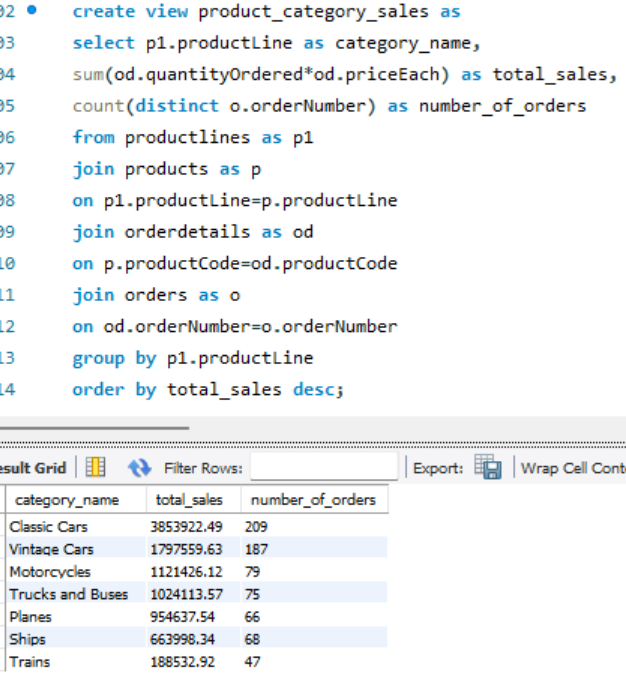 02 create view product_category_sales as
03 select p1.productLine as category_name,
04 sum(od.quantityOrdered*od.priceEach) as total_sales,
05 count(distinct o.orderNumber) as number_of_orders
06 from productlines as p1
07 join products as p
08 on p1.productLine=p.productLine
09 join orderdetails as od
10 on p.productCode=od.productCode
11 join orders as o
12 on od.orderNumber=o.orderNumber
13 group by p1.productLine
14 order by total_sales desc;
esult Grid Filter Rows: Export: Wrap Cell Conte
category_name total_sales number_of_orders
Classic Cars 3853922.49 209
Vintage Cars 1797559.63 187
Motorcycles 1121426.12 79
Trucks and Buses 1024113.57 75
Planes 954637.54 66
Ships 663998.34 68
Trains 188532.92 47